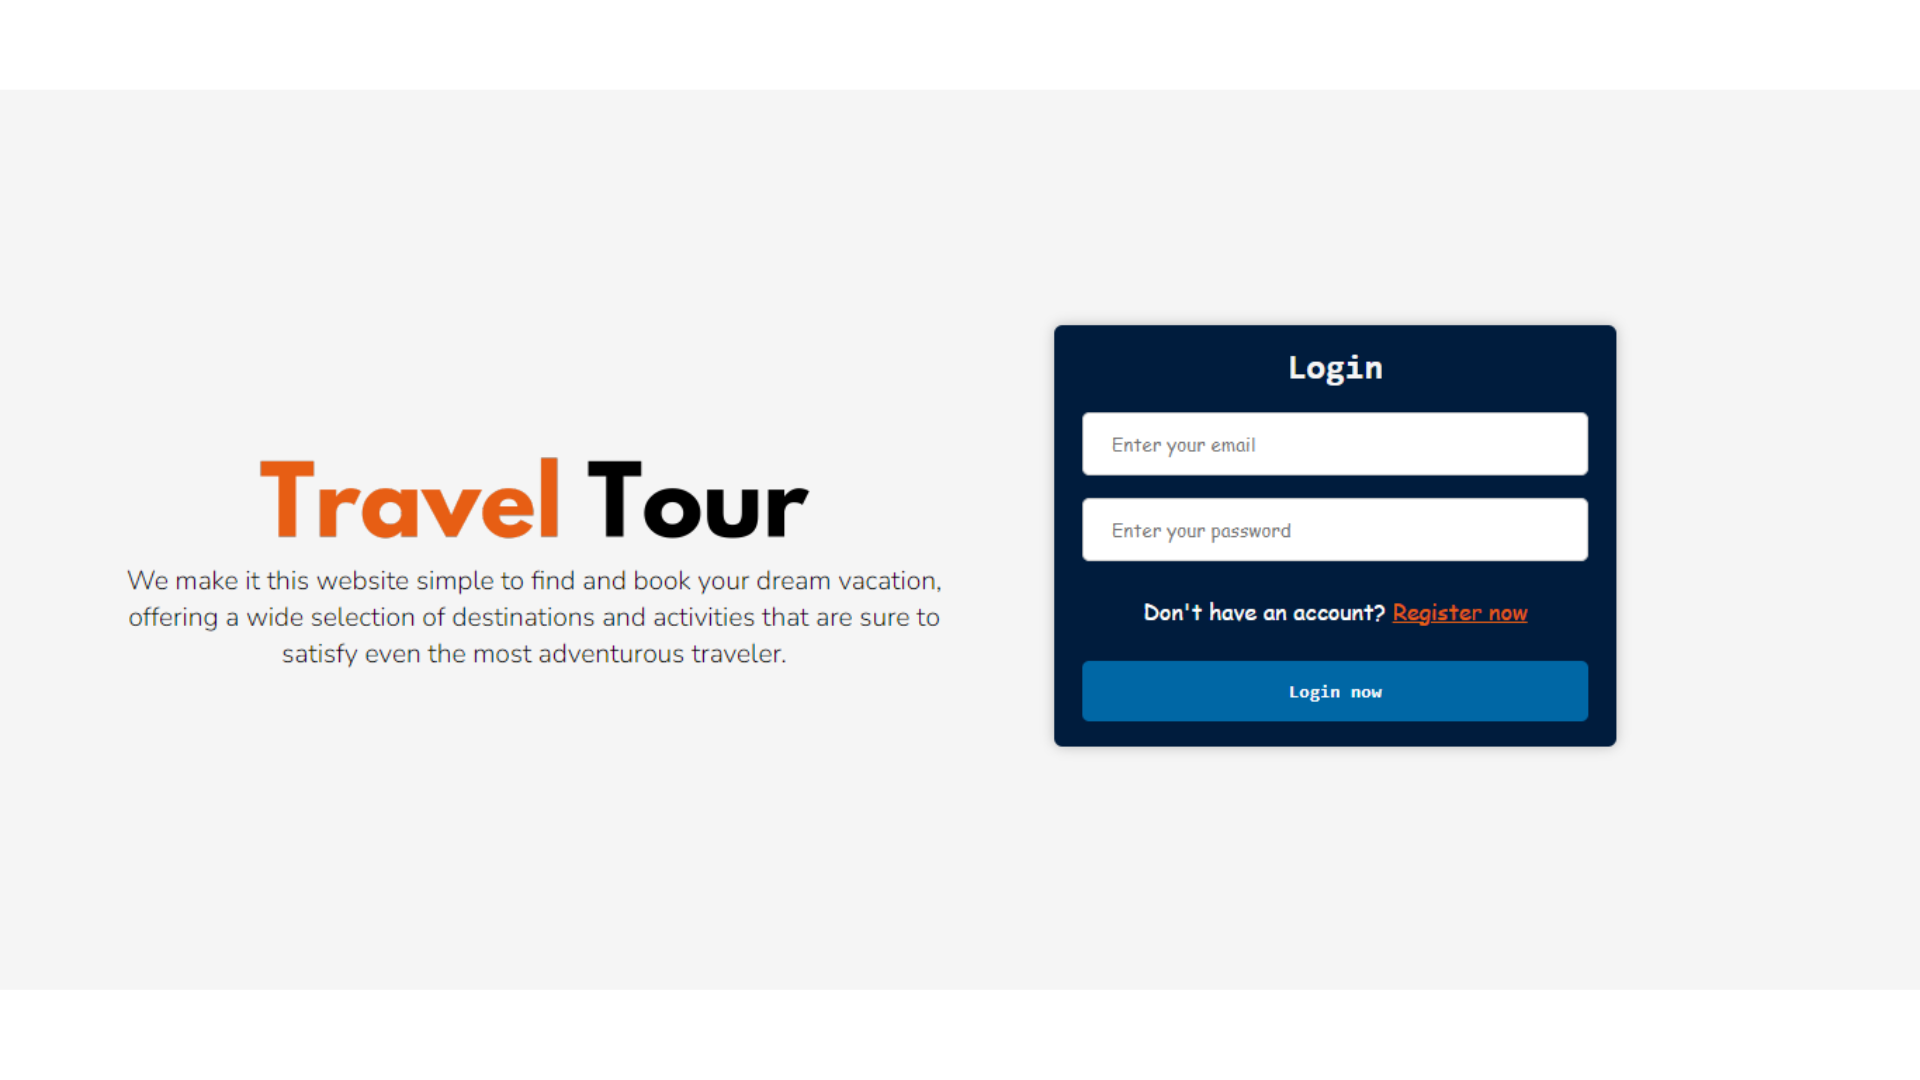 Travel Tour
We make it this website simple to find and book your dream vacation,
offering a wide selection of destinations and activities that are sure to
satisfy even the most adventurous traveler.
Login
Enter your email
Enter your password
Don't have an account? Register now
Login now